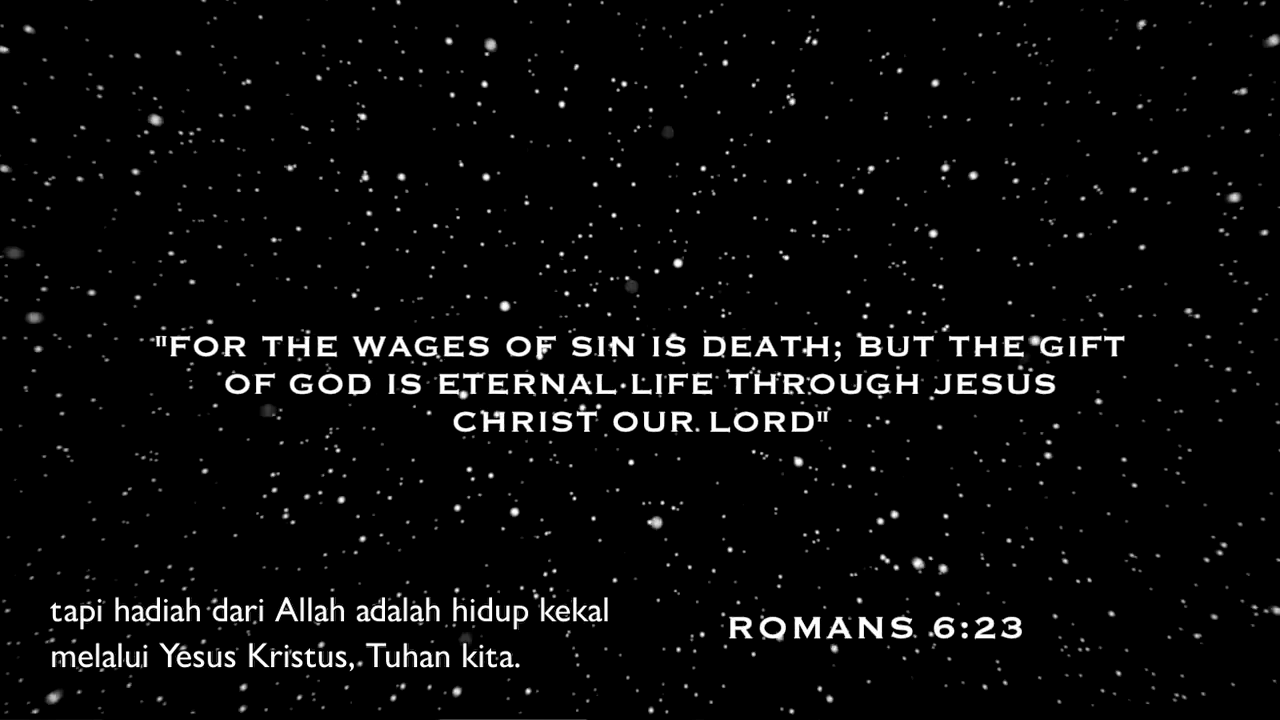 "FOR THE WAGES OF SIN IS DEATH; BUT THE GIFT
OF GOD IS ETERNAL LIFE THROUGH JESUS
CHRIST OUR LORD"
tapi hadiah dari Allah adalah hidup kekal
melalui Yesus Kristus, Tuhan kita.
ROMANS 6:23